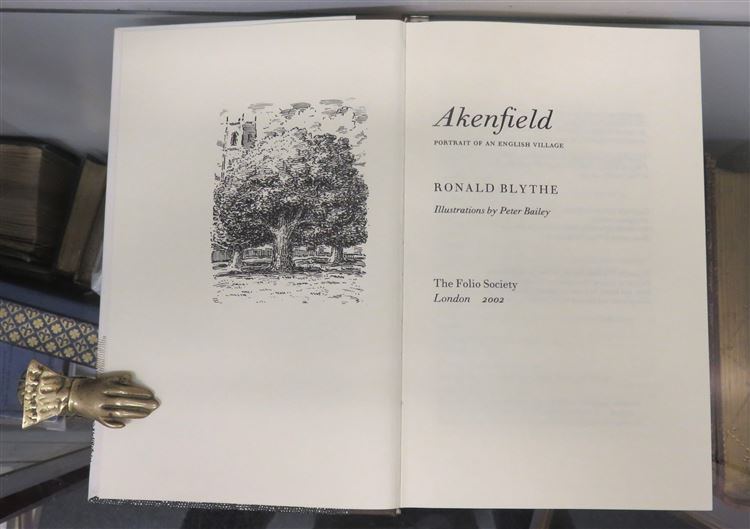 Akenfield
PORTRAIT OF AN ENGLISH VILLAGE
RONALD BLYTHE
Illustrations by Peter Bailey
The Folio Society
London 2002